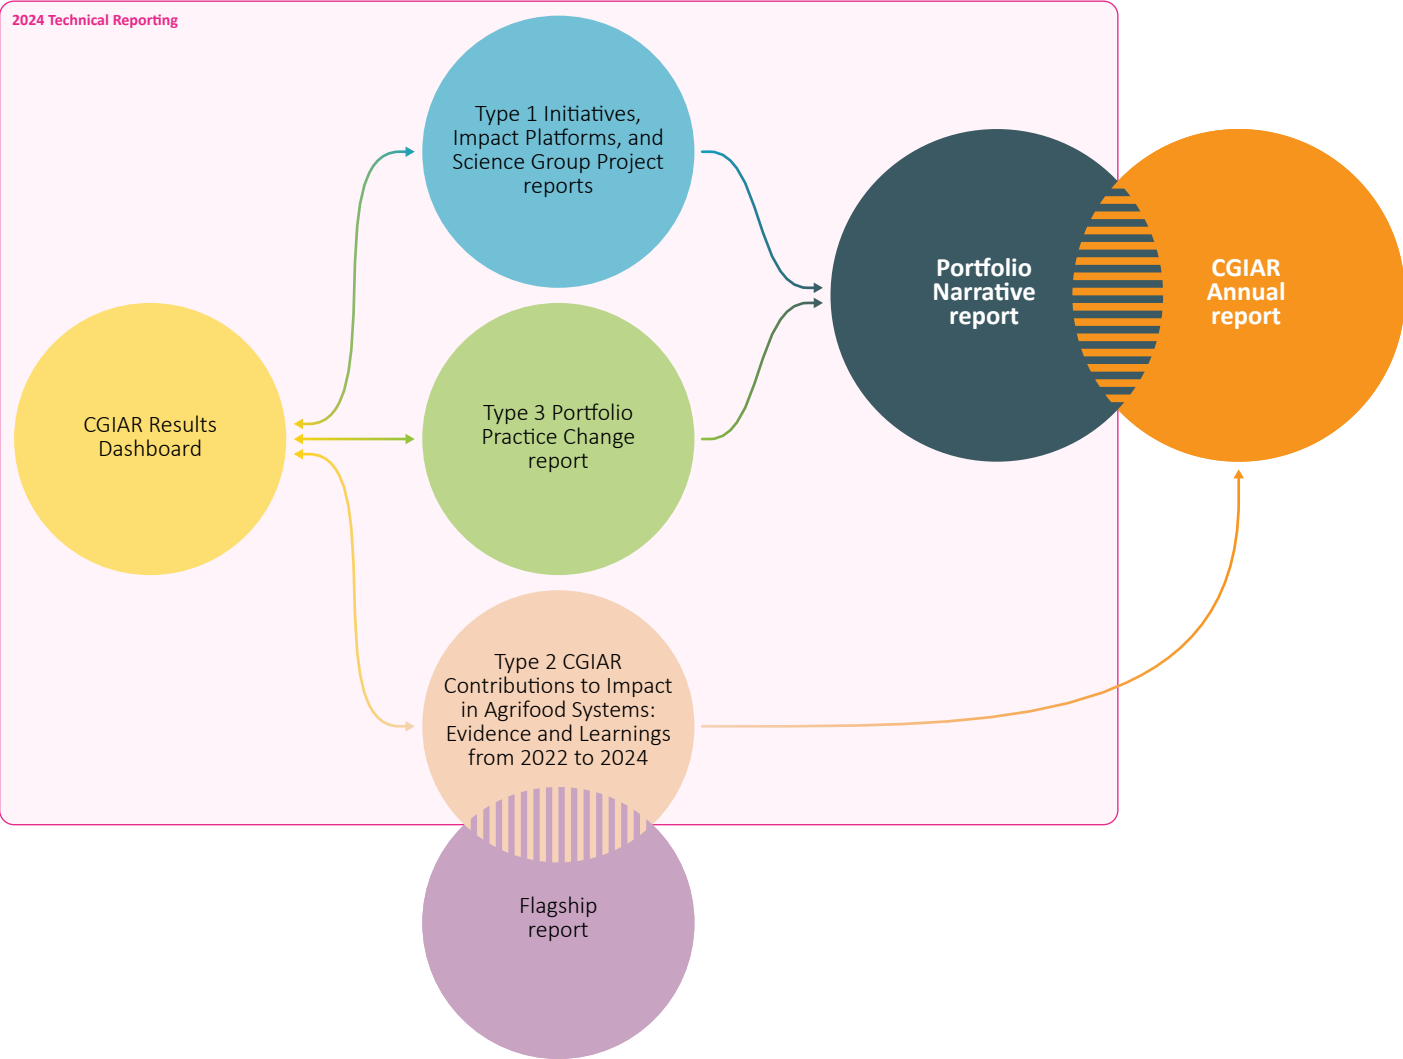 2024 Technical Reporting
Type 1 Initiatives,
Impact Platforms, and
Science Group Project
reports
Portfolio
Narrative
report
CGIAR
Annual
report
CGIAR Results
Dashboard
Type 3 Portfolio
Practice Change
report
Type 2 CGIAR
Contributions to Impact
in Agrifood Systems:
Evidence and Learnings
from 2022 to 2024
Flagship
report